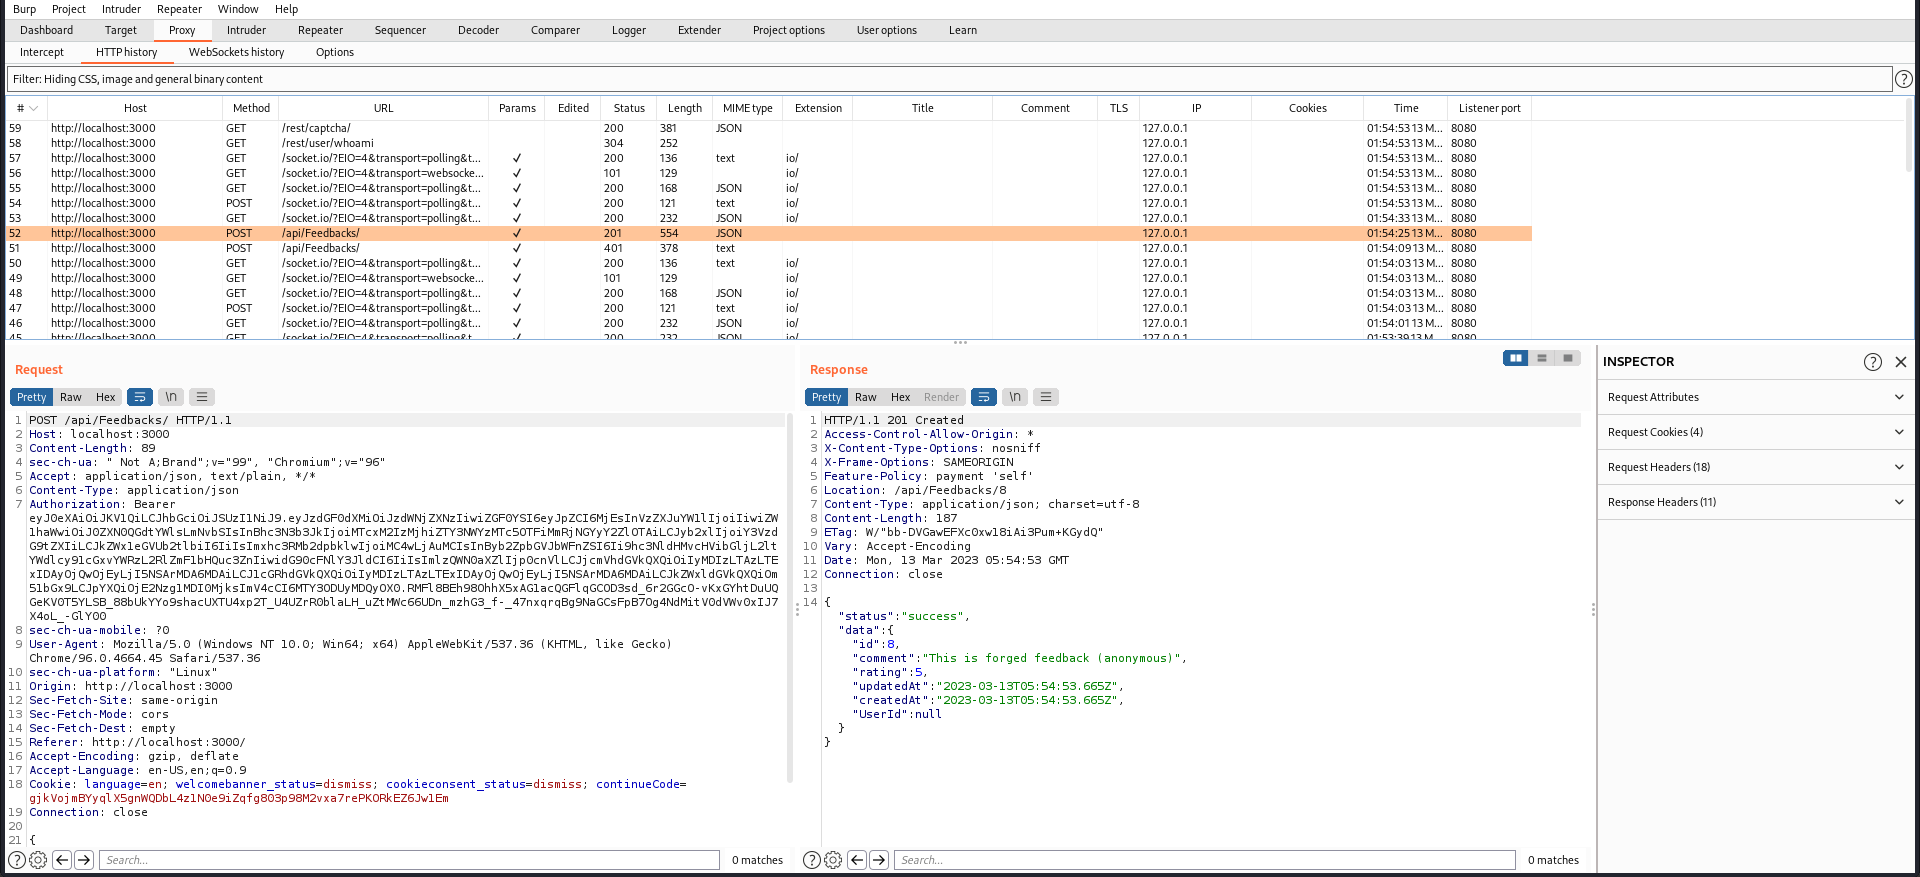 Burp Project Intruder Repeater Window Help
Dashboard Target Proxy Intruder Repeater Sequencer Decoder Comparer Logger Extender Project options User options Learn
Intercept HTTP history WebSockets history Options
Filter: Hiding CSS, image and general binary content
# Host Method URL Params Edited Status Length MIME type Extension Title Comment TLS IP Cookies Time Listener port
59 http://localhost:3000 GET /rest/captcha/ 200 381 JSON 127.0.0.1 01:54:53 13 M... 8080
58 http://localhost:3000 GET /rest/user/whoami 304 252 127.0.0.1 01:54:53 13 M... 8080
57 http://localhost:3000 GET /socket.io/?EIO=4&transport=polling&t... ✓ 200 136 text io/ 127.0.0.1 01:54:53 13 M... 8080
56 http://localhost:3000 GET /socket.io/?EIO=4&transport=websocke... ✓ 101 129 io/ 127.0.0.1 01:54:53 13 M... 8080
55 http://localhost:3000 GET /socket.io/?EIO=4&transport=polling&t... ✓ 200 168 JSON io/ 127.0.0.1 01:54:53 13 M... 8080
54 http://localhost:3000 POST /socket.io/?EIO=4&transport=polling&t... ✓ 200 121 text io/ 127.0.0.1 01:54:53 13 M... 8080
53 http://localhost:3000 GET /socket.io/?EIO=4&transport=polling&t... ✓ 200 232 JSON io/ 127.0.0.1 01:54:33 13 M... 8080
52 http://localhost:3000 POST /api/Feedbacks/ ✓ 201 554 JSON 127.0.0.1 01:54:25 13 M... 8080
51 http://localhost:3000 POST /api/Feedbacks/ ✓ 401 378 text 127.0.0.1 01:54:09 13 M... 8080
50 http://localhost:3000 GET /socket.io/?EIO=4&transport=polling&t... ✓ 200 136 text io/ 127.0.0.1 01:54:03 13 M... 8080
49 http://localhost:3000 GET /socket.io/?EIO=4&transport=websocke... ✓ 101 129 io/ 127.0.0.1 01:54:03 13 M... 8080
48 http://localhost:3000 GET /socket.io/?EIO=4&transport=polling&t... ✓ 200 168 JSON io/ 127.0.0.1 01:54:03 13 M... 8080
47 http://localhost:3000 POST /socket.io/?EIO=4&transport=polling&t... ✓ 200 121 text io/ 127.0.0.1 01:54:03 13 M... 8080
46 http://localhost:3000 GET /socket.io/?EIO=4&transport=polling&t... ✓ 200 232 JSON io/ 127.0.0.1 01:54:01 13 M... 8080
45 http://localhost:3000 GET /socket.io/?EIO=4&transport=polling&t... ✓ 200 232 JSON io/ 127.0.0.1 01:53:39 13 M... 8080
Request
Pretty Raw Hex \n
1 POST /api/Feedbacks/ HTTP/1.1
2 Host: localhost:3000
3 Content-Length: 89
4 sec-ch-ua: " Not A;Brand";v="99", "Chromium";v="96"
5 Accept: application/json, text/plain, */*
6 Content-Type: application/json
7 Authorization: Bearer
8 sec-ch-ua-mobile: ?0
9 User-Agent: Mozilla/5.0 (Windows NT 10.0; Win64; x64) AppleWebKit/537.36 (KHTML, like Gecko)
Chrome/96.0.4664.45 Safari/537.36
10 sec-ch-ua-platform: "Linux"
11 Origin: http://localhost:3000
12 Sec-Fetch-Site: same-origin
13 Sec-Fetch-Mode: cors
14 Sec-Fetch-Dest: empty
15 Referer: http://localhost:3000/
16 Accept-Encoding: gzip, deflate
17 Accept-Language: en-US,en;q=0.9
18 Cookie: language=en; welcomebanner_status=dismiss; cookieconsent_status=dismiss; continueCode=
19 Connection: close
20
21 {
Search... 0 matches
Response
Pretty Raw Hex Render \n
1 HTTP/1.1 201 Created
2 Access-Control-Allow-Origin: *
3 X-Content-Type-Options: nosniff
4 X-Frame-Options: SAMEORIGIN
5 Feature-Policy: payment 'self'
6 Location: /api/Feedbacks/8
7 Content-Type: application/json; charset=utf-8
8 Content-Length: 187
9 ETag: W/"bb-DVGawEFXc0xw18iAi3Pum+KGydQ"
10 Vary: Accept-Encoding
11 Date: Mon, 13 Mar 2023 05:54:53 GMT
12 Connection: close
13
14 {
"status":"success",
"data":{
"id":8,
"comment":"This is forged feedback (anonymous)",
"rating":5,
"updatedAt":"2023-03-13T05:54:53.665Z",
"createdAt":"2023-03-13T05:54:53.665Z",
"UserId":null
}
}
Search... 0 matches
INSPECTOR
Request Attributes
Request Cookies (4)
Request Headers (18)
Response Headers (11)